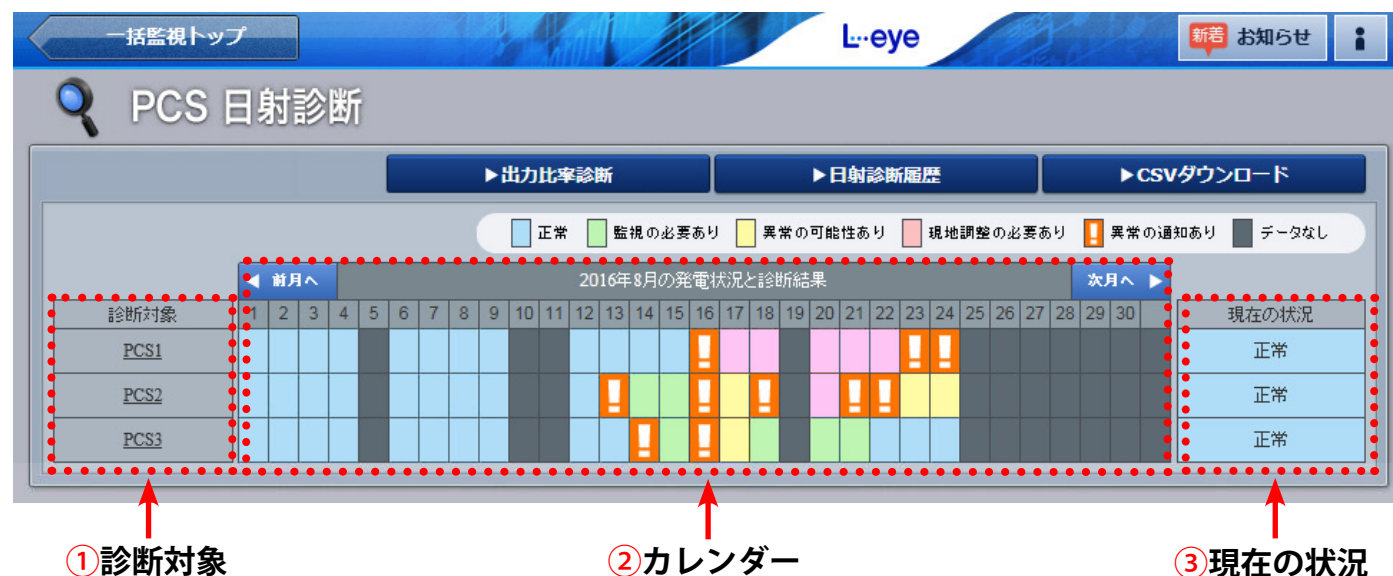 一括監視トップ
L・・eye
新着 お知らせ
PCS 日射診断
▶出力比率診断
▶日射診断履歴
▶CSVダウンロード
正常 監視の必要あり 異常の可能性あり 現地調整の必要あり 異常の通知あり データなし
◀ 前月へ
2016年8月の発電状況と診断結果
次月へ ▶
診断対象 1 2 3 4 5 6 7 8 9 10 11 12 13 14 15 16 17 18 19 20 21 22 23 24 25 26 27 28 29 30 現在の状況
PCS1 正常
PCS2 正常
PCS3 正常
①診断対象
②カレンダー
③現在の状況